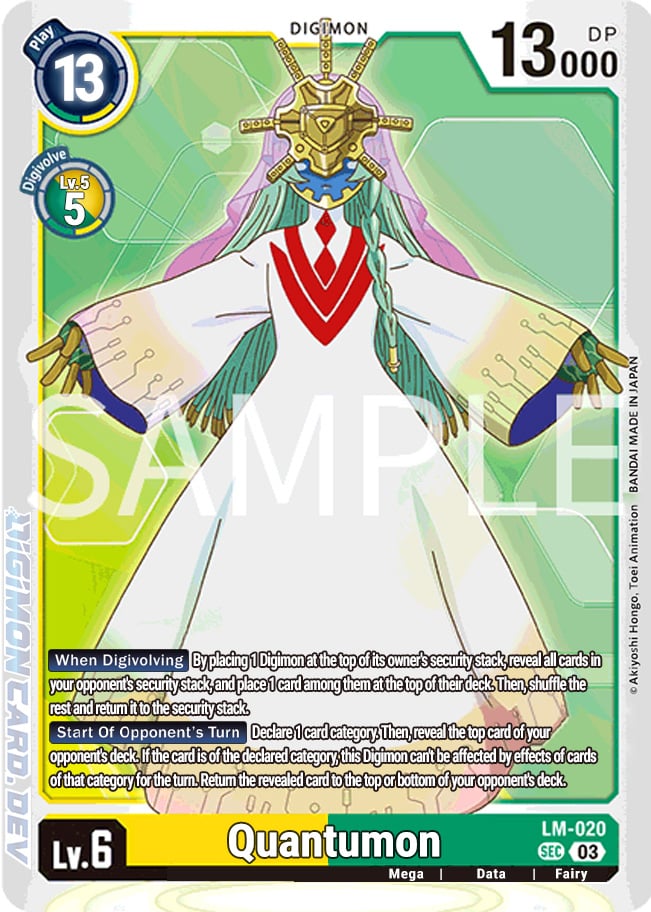 DIGIMON
Play
13
13000
DP
Digivolve
Lv.5
5
SAMPLE
DIGIMON CARD. DEV
© Akiyoshi Hongo, Toei Animation BANDAI MADE IN JAPAN
When Digivolving By placing 1 Digimon at the top of its owner's security stack, reveal all cards in
your opponent's security stack, and place 1 card among them at the top of their deck. Then, shuffle the
rest and return it to the security stack.
Start Of Opponent's Turn Declare 1 card category. Then, reveal the top card of your
opponent's deck. If the card is of the declared category, this Digimon can't be affected by effects of cards
of that category for the turn. Return the revealed card to the top or bottom of your opponent's deck.
Lv.6
Quantumon
LM-020
SEC 03
Mega | Data | Fairy